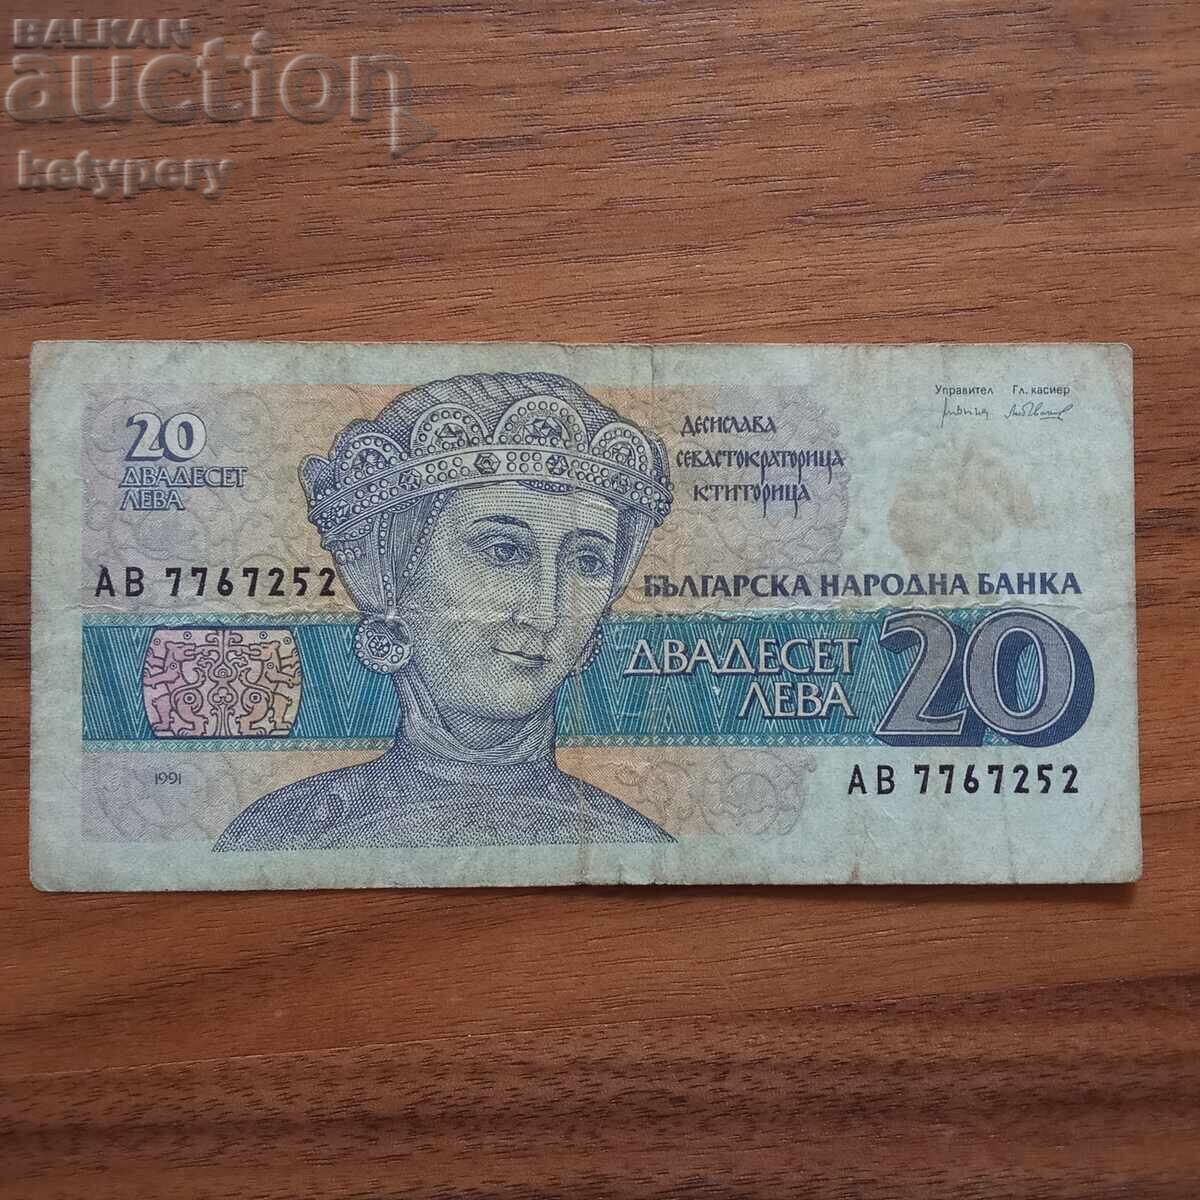 BALKAN
auction
ketypery
20
ДВАДЕСЕТ
ЛЕВА
Управител Гл. касиер
ДЕСИСЛАВА
СЕВАСТОКРАТОРИЦА
КТИТОРИЦА
АВ 7767252
БЪЛГАРСКА НАРОДНА БАНКА
ДВАДЕСЕТ
ЛЕВА
20
1991
АВ 7767252